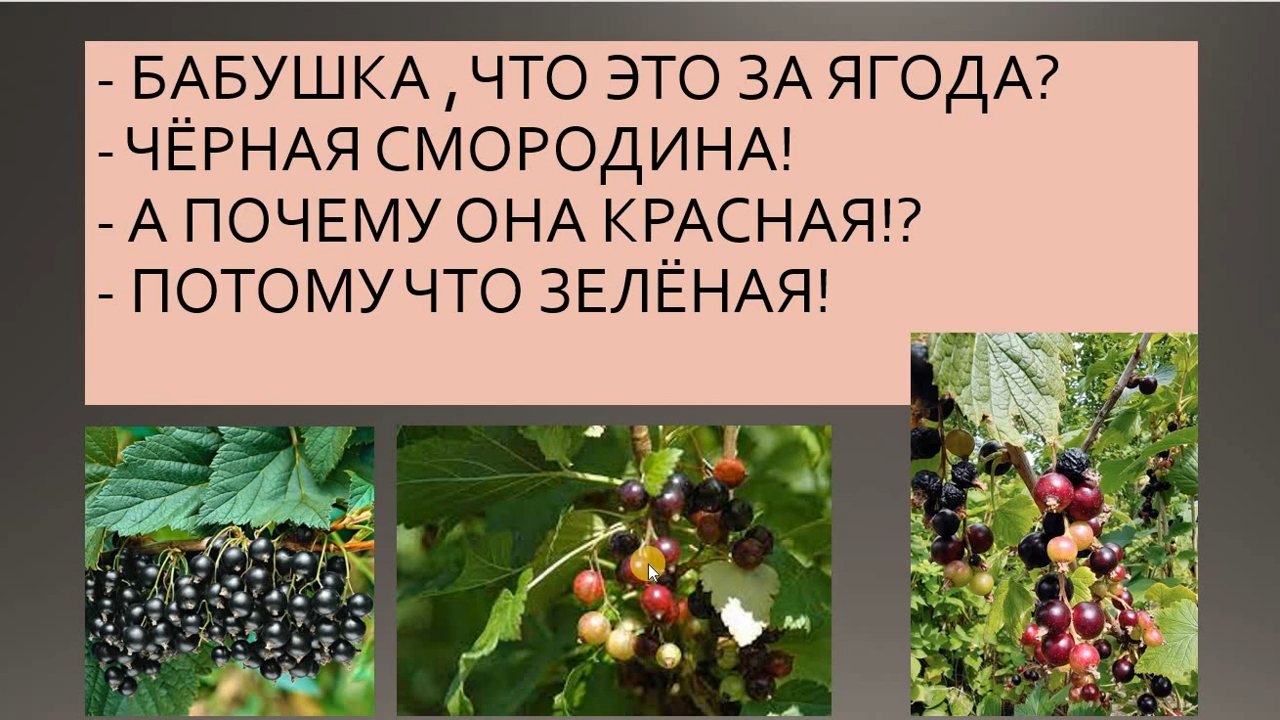 - БАБУШКА , ЧТО ЭТО ЗА ЯГОДА?
- ЧЁРНАЯ СМОРОДИНА!
- А ПОЧЕМУ ОНА КРАСНАЯ!?
- ПОТОМУ ЧТО ЗЕЛЁНАЯ!